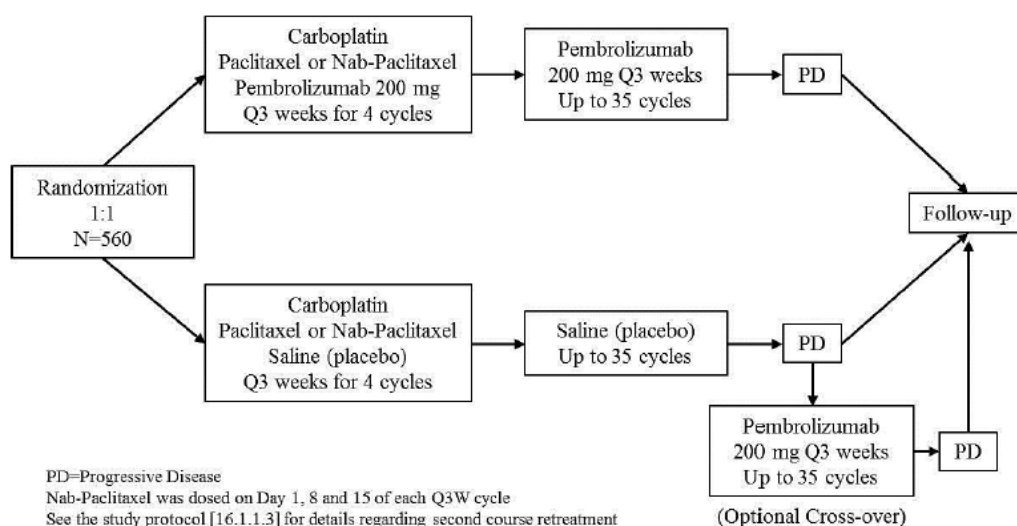 Carboplatin
Paclitaxel or Nab-Paclitaxel
Pembrolizumab 200 mg
Q3 weeks for 4 cycles
Pembrolizumab
200 mg Q3 weeks
Up to 35 cycles
PD
Randomization
1:1
N=560
Follow-up
Carboplatin
Paclitaxel or Nab-Paclitaxel
Saline (placebo)
Q3 weeks for 4 cycles
Saline (placebo)
Up to 35 cycles
PD
Pembrolizumab
200 mg Q3 weeks
Up to 35 cycles
PD
(Optional Cross-over)
PD=Progressive Disease
Nab-Paclitaxel was dosed on Day 1, 8 and 15 of each Q3W cycle
See the study protocol [16.1.1.3] for details regarding second course retreatment